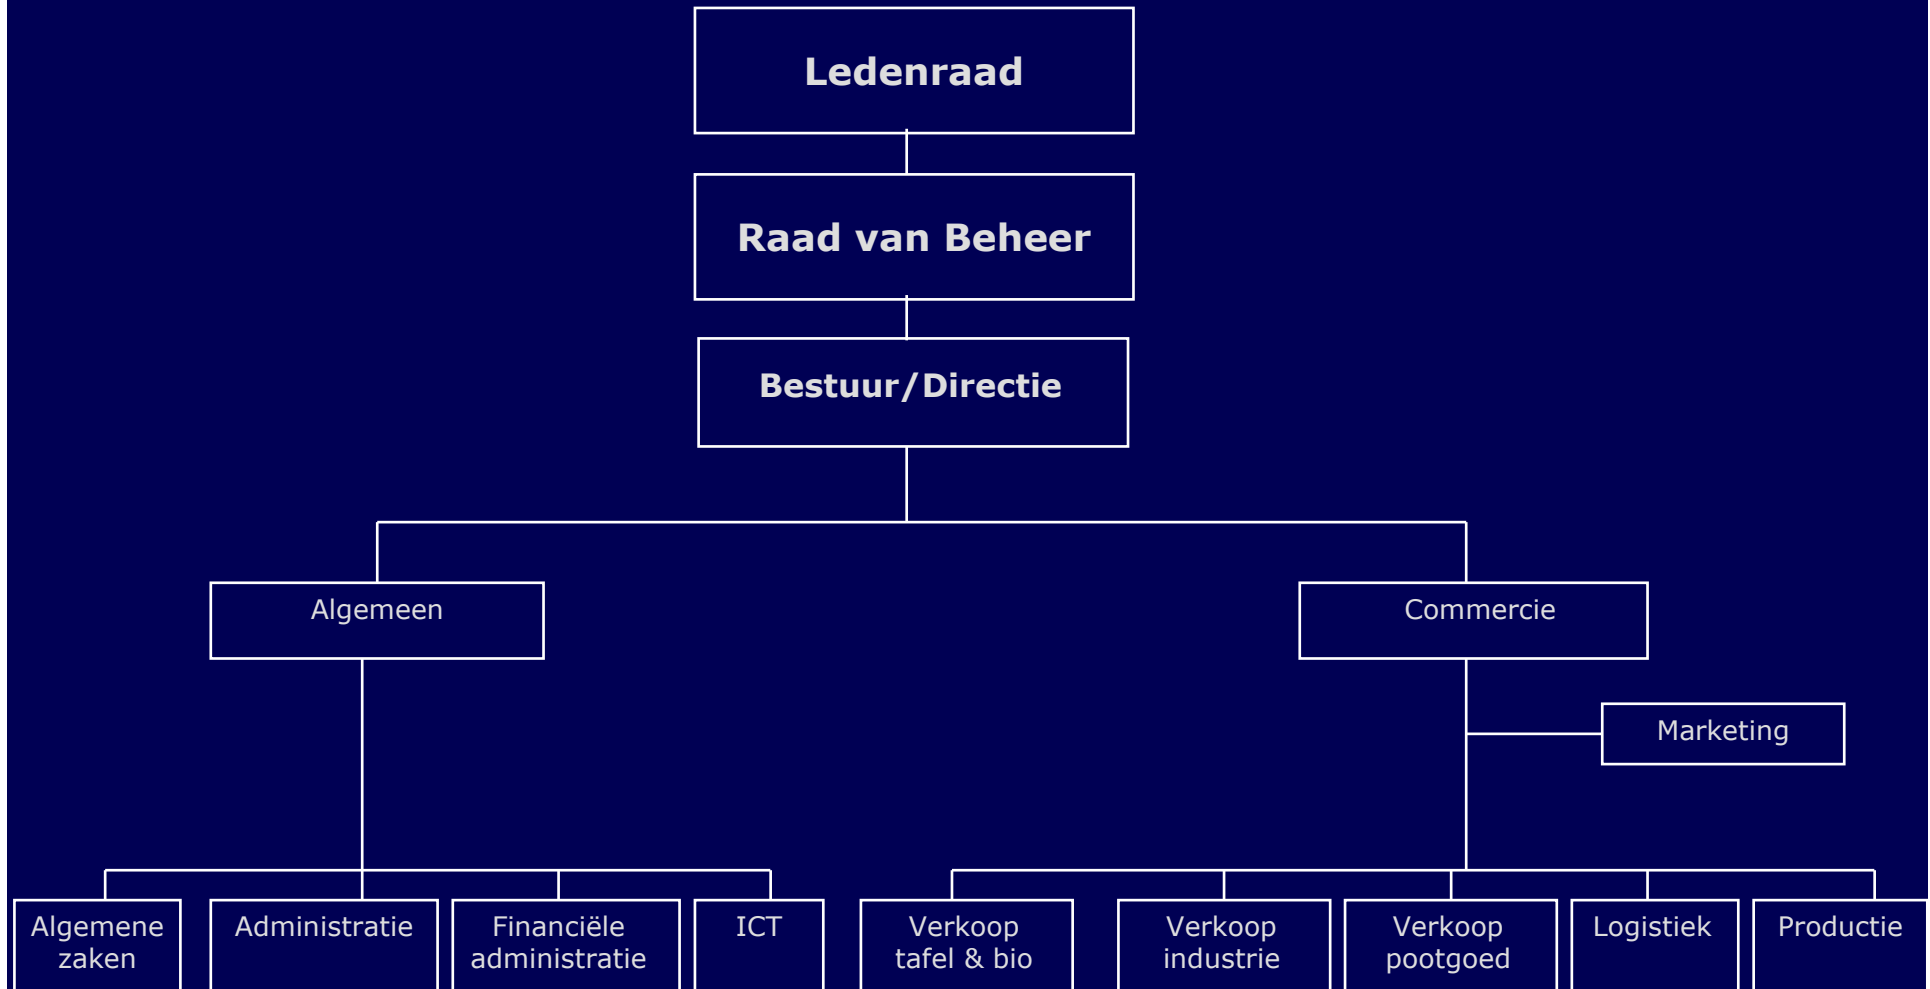 Ledenraad
Raad van Beheer
Bestuur/Directie
Algemeen
Commercie
Marketing
Algemene
zaken
Administratie
Financiële
administratie
ICT
Verkoop
tafel & bio
Verkoop
industrie
Verkoop
pootgoed
Logistiek
Productie